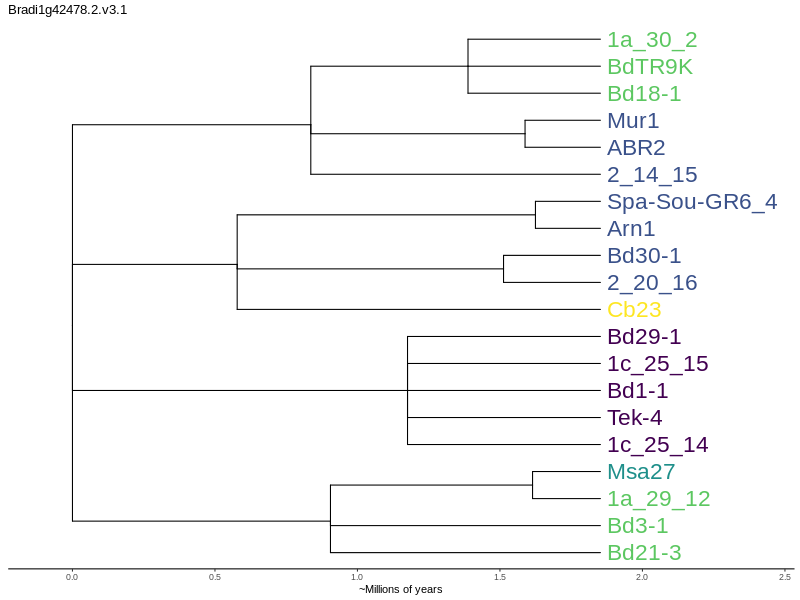 Bradi1g42478.2.v3.1
1a_30_2
BdTR9K
Bd18-1
Mur1
ABR2
2_14_15
Spa-Sou-GR6_4
Arn1
Bd30-1
2_20_16
Cb23
Bd29-1
1c_25_15
Bd1-1
Tek-4
1c_25_14
Msa27
1a_29_12
Bd3-1
Bd21-3
0.0 0.5 1.0 1.5 2.0 2.5
~Millions of years